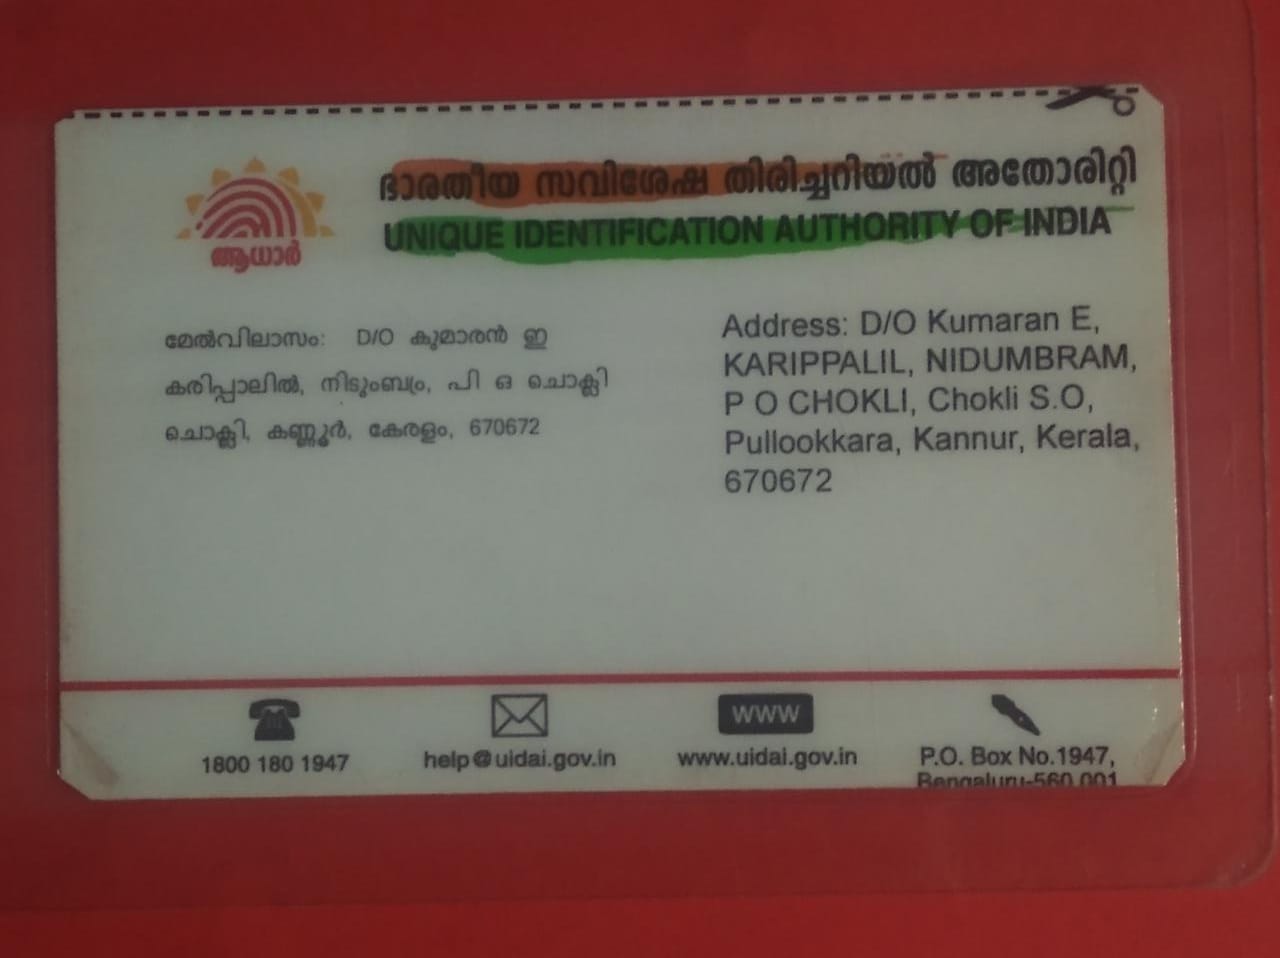 ഭാരതീയ സവിശേഷ തിരിച്ചറിയൽ അതോരിറ്റി
UNIQUE IDENTIFICATION AUTHORITY OF INDIA
ആധാർ
മേൽവിലാസം: D/O കുമാരൻ ഇ
കരിപ്പാലിൽ, നിടുംബ്രം, പി ഒ ചൊക്ലി
ചൊക്ലി, കണ്ണൂർ, കേരളം, 670672
Address: D/O Kumaran E,
KARIPPALIL, NIDUMBRAM,
P O CHOKLI, Chokli S.O,
Pullookkara, Kannur, Kerala,
670672
WWW
1800 180 1947
help@uidai.gov.in
www.uidai.gov.in
P.O. Box No.1947,
Bengaluru-560 001